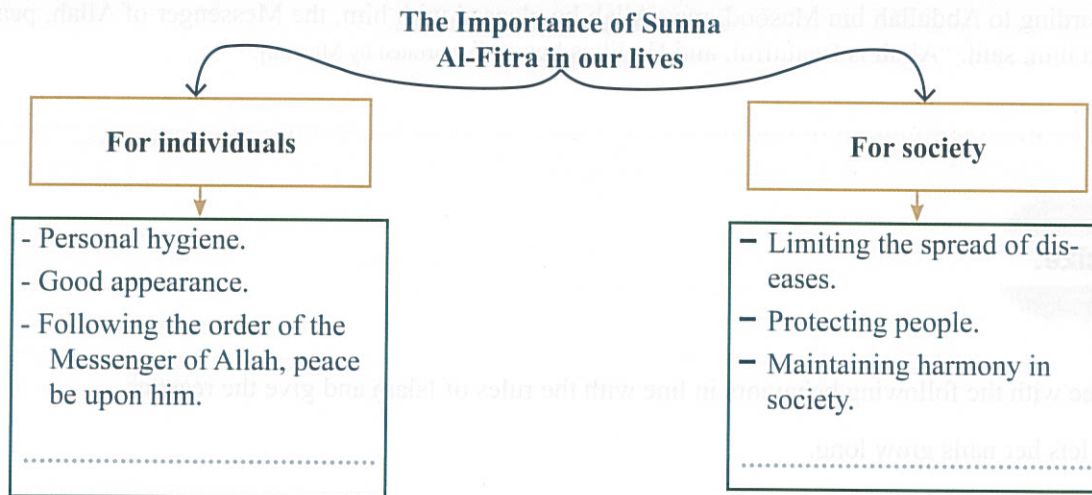 The Importance of Sunna
Al-Fitra in our lives
For individuals
For society
- Personal hygiene.
- Good appearance.
- Following the order of the
Messenger of Allah, peace
be upon him.
– Limiting the spread of dis-
eases.
– Protecting people.
– Maintaining harmony in
society.